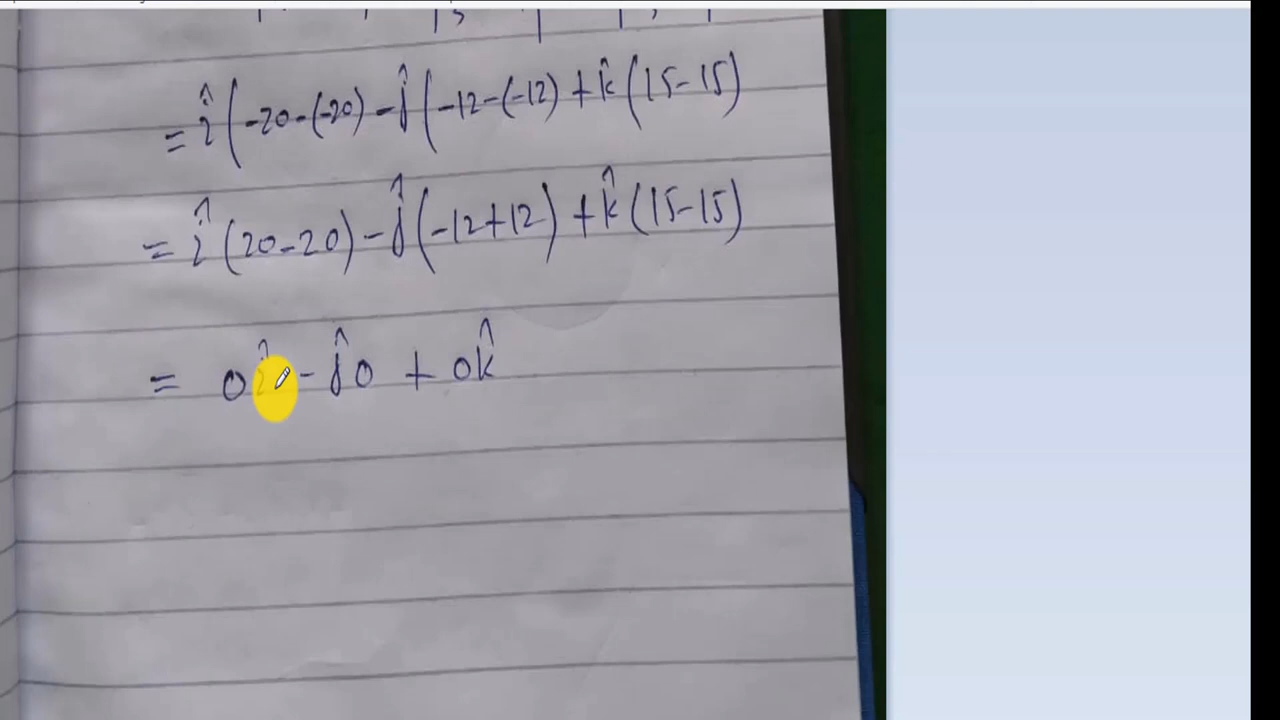 = î (-20-(-20) - ĵ (-12-(-12) + k̂ (15-15)
= î (20-20) - ĵ (-12+12) + k̂ (15-15)
= 0î - ĵ0 + 0k̂